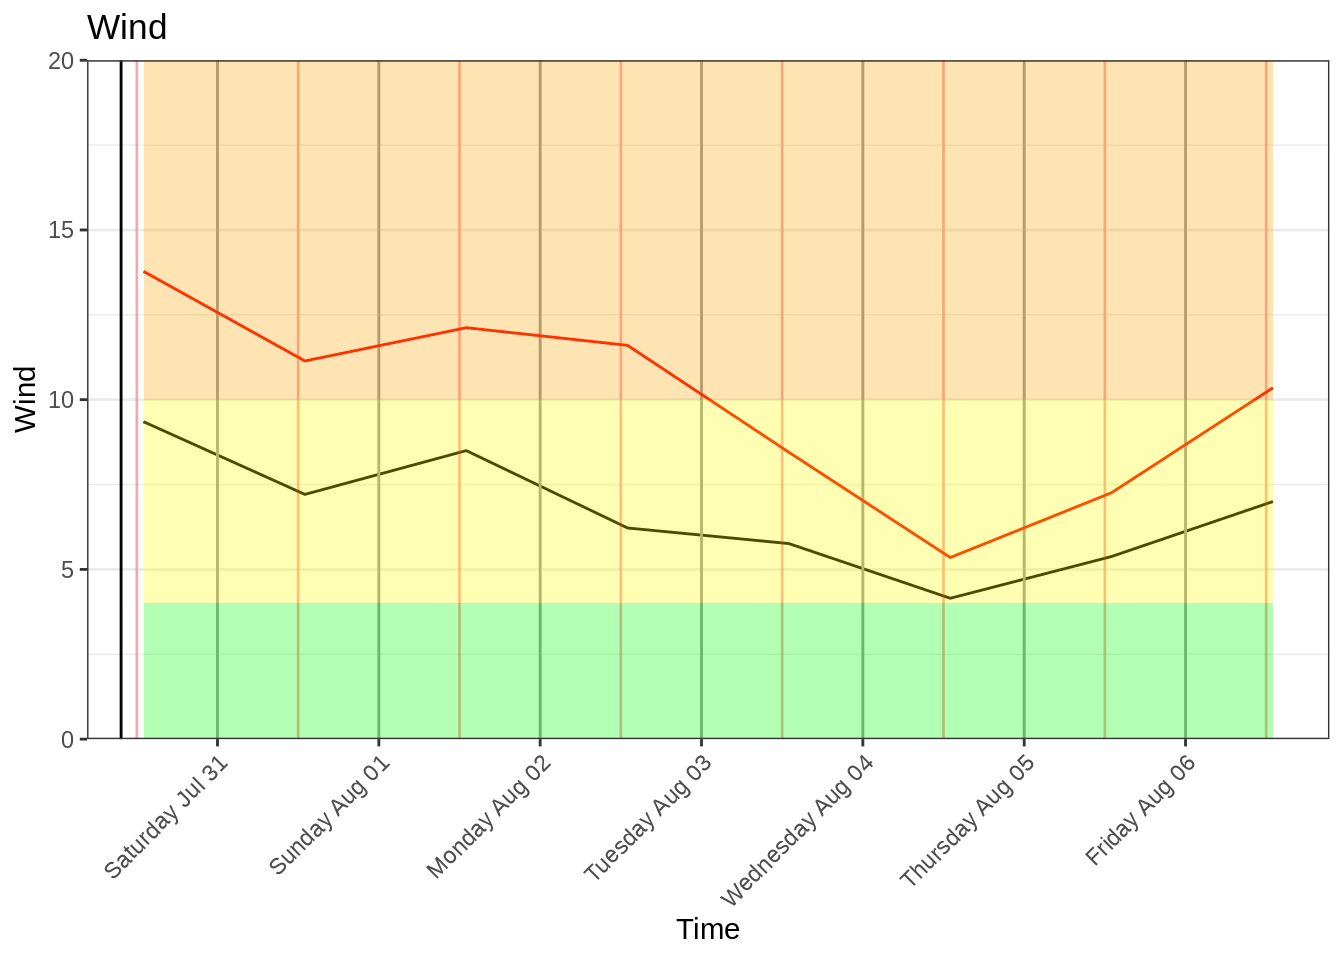 Wind
20
15
10
5
0
Wind
Saturday Jul 31
Sunday Aug 01
Monday Aug 02
Tuesday Aug 03
Wednesday Aug 04
Thursday Aug 05
Friday Aug 06
Time